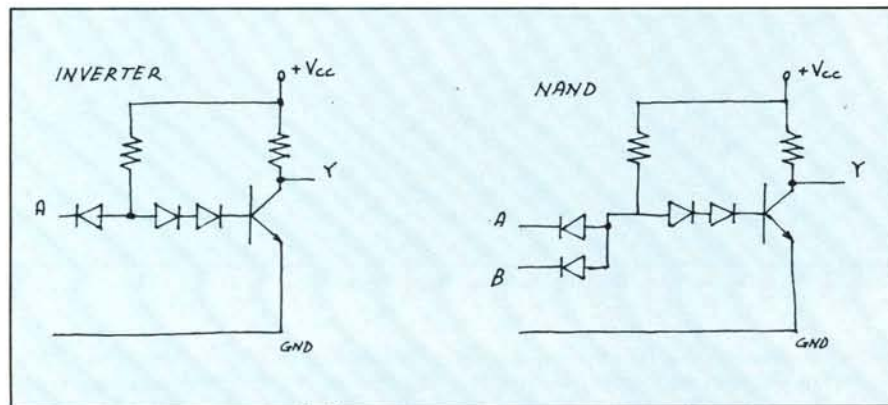 INVERTER
+Vcc
Y
A
GND
NAND
+Vcc
Y
A
B
GND